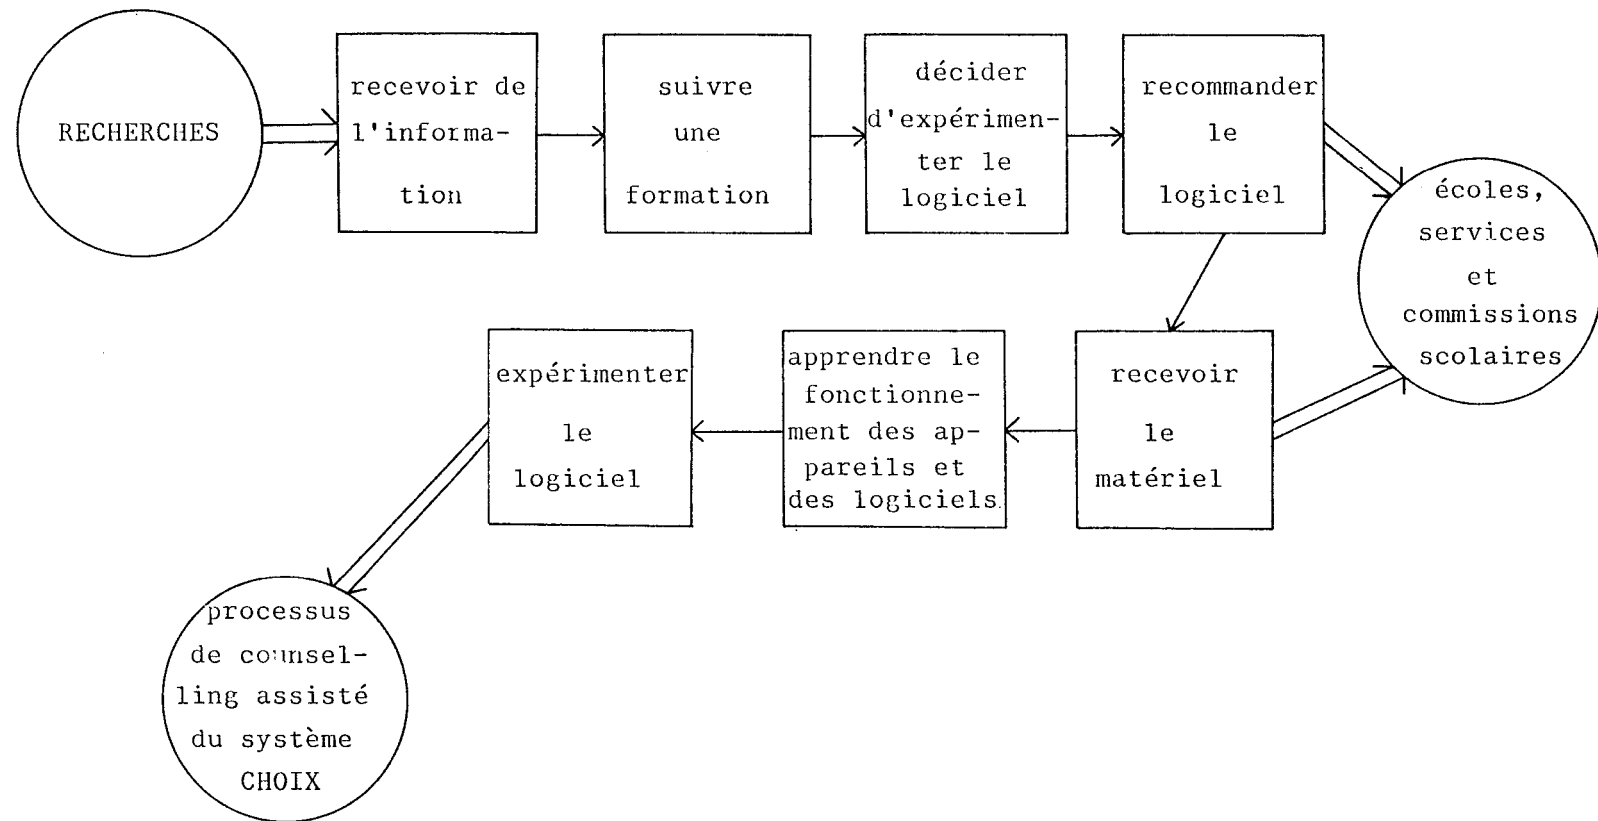 RECHERCHES
recevoir de
l'informa-
tion
suivre
une
formation
décider
d'expérimen-
ter le
logiciel
recommander
le
logiciel
écoles,
services
et
commissions
scolaires
recevoir
le
matériel
apprendre le
fonctionne-
ment des ap-
pareils et
des logiciels
expérimenter
le
logiciel
processus
de counsel-
ling assisté
du système
CHOIX